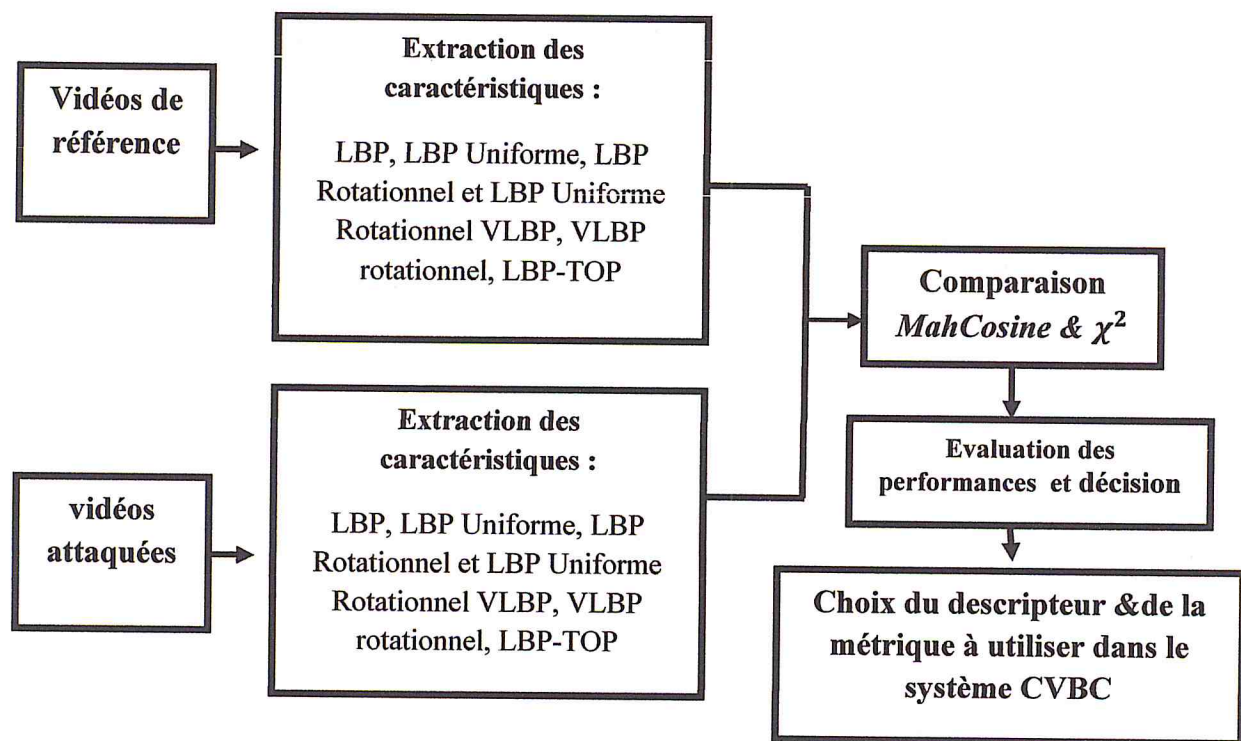 Vidéos de
référence
Extraction des
caractéristiques :
LBP, LBP Uniforme, LBP
Rotationnel et LBP Uniforme
Rotationnel VLBP, VLBP
rotationnel, LBP-TOP
vidéos
attaquées
Extraction des
caractéristiques :
LBP, LBP Uniforme, LBP
Rotationnel et LBP Uniforme
Rotationnel VLBP, VLBP
rotationnel, LBP-TOP
Comparaison
MahCosine & χ²
Evaluation des
performances et décision
Choix du descripteur &de la
métrique à utiliser dans le
système CVBC